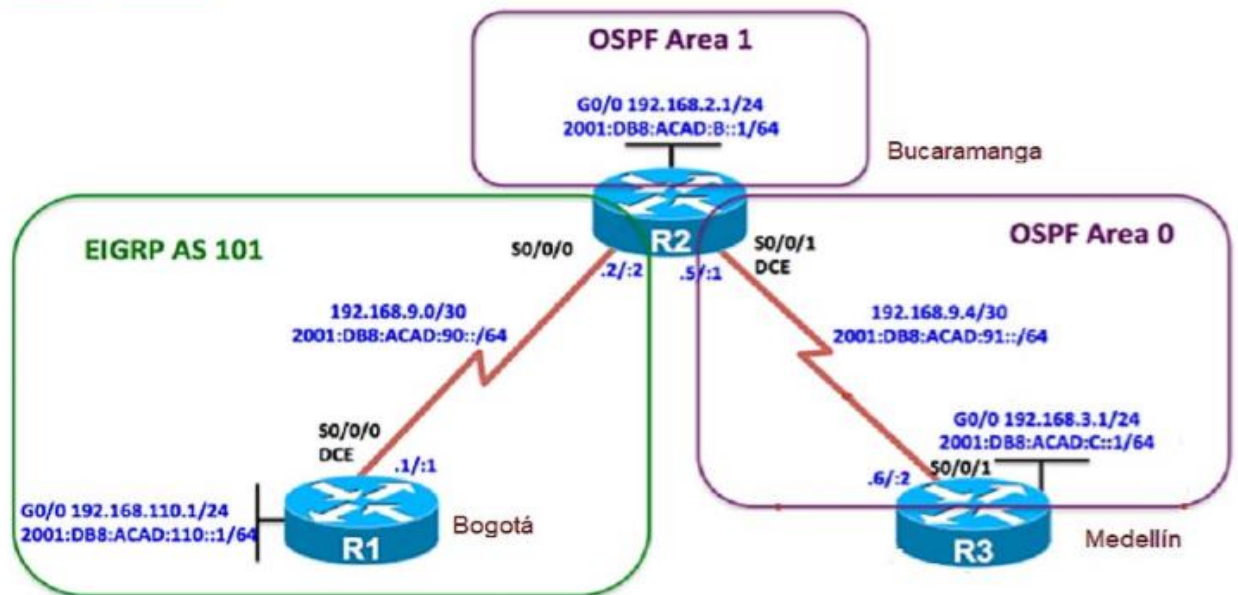 OSPF Area 1
G0/0 192.168.2.1/24
2001:DB8:ACAD:B::1/64
Bucaramanga
EIGRP AS 101
S0/0/0
R2
S0/0/1
DCE
OSPF Area 0
.2/:2
.5/:1
192.168.9.0/30
2001:DB8:ACAD:90::/64
192.168.9.4/30
2001:DB8:ACAD:91::/64
S0/0/0
DCE
.1/:1
G0/0 192.168.3.1/24
2001:DB8:ACAD:C::1/64
.6/:2
S0/0/1
G0/0 192.168.110.1/24
2001:DB8:ACAD:110::1/64
R1
Bogotá
R3
Medellín